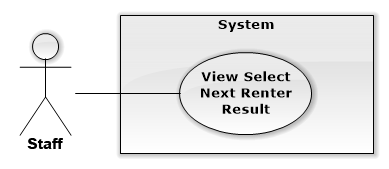 System
View Select
Next Renter
Result
Staff